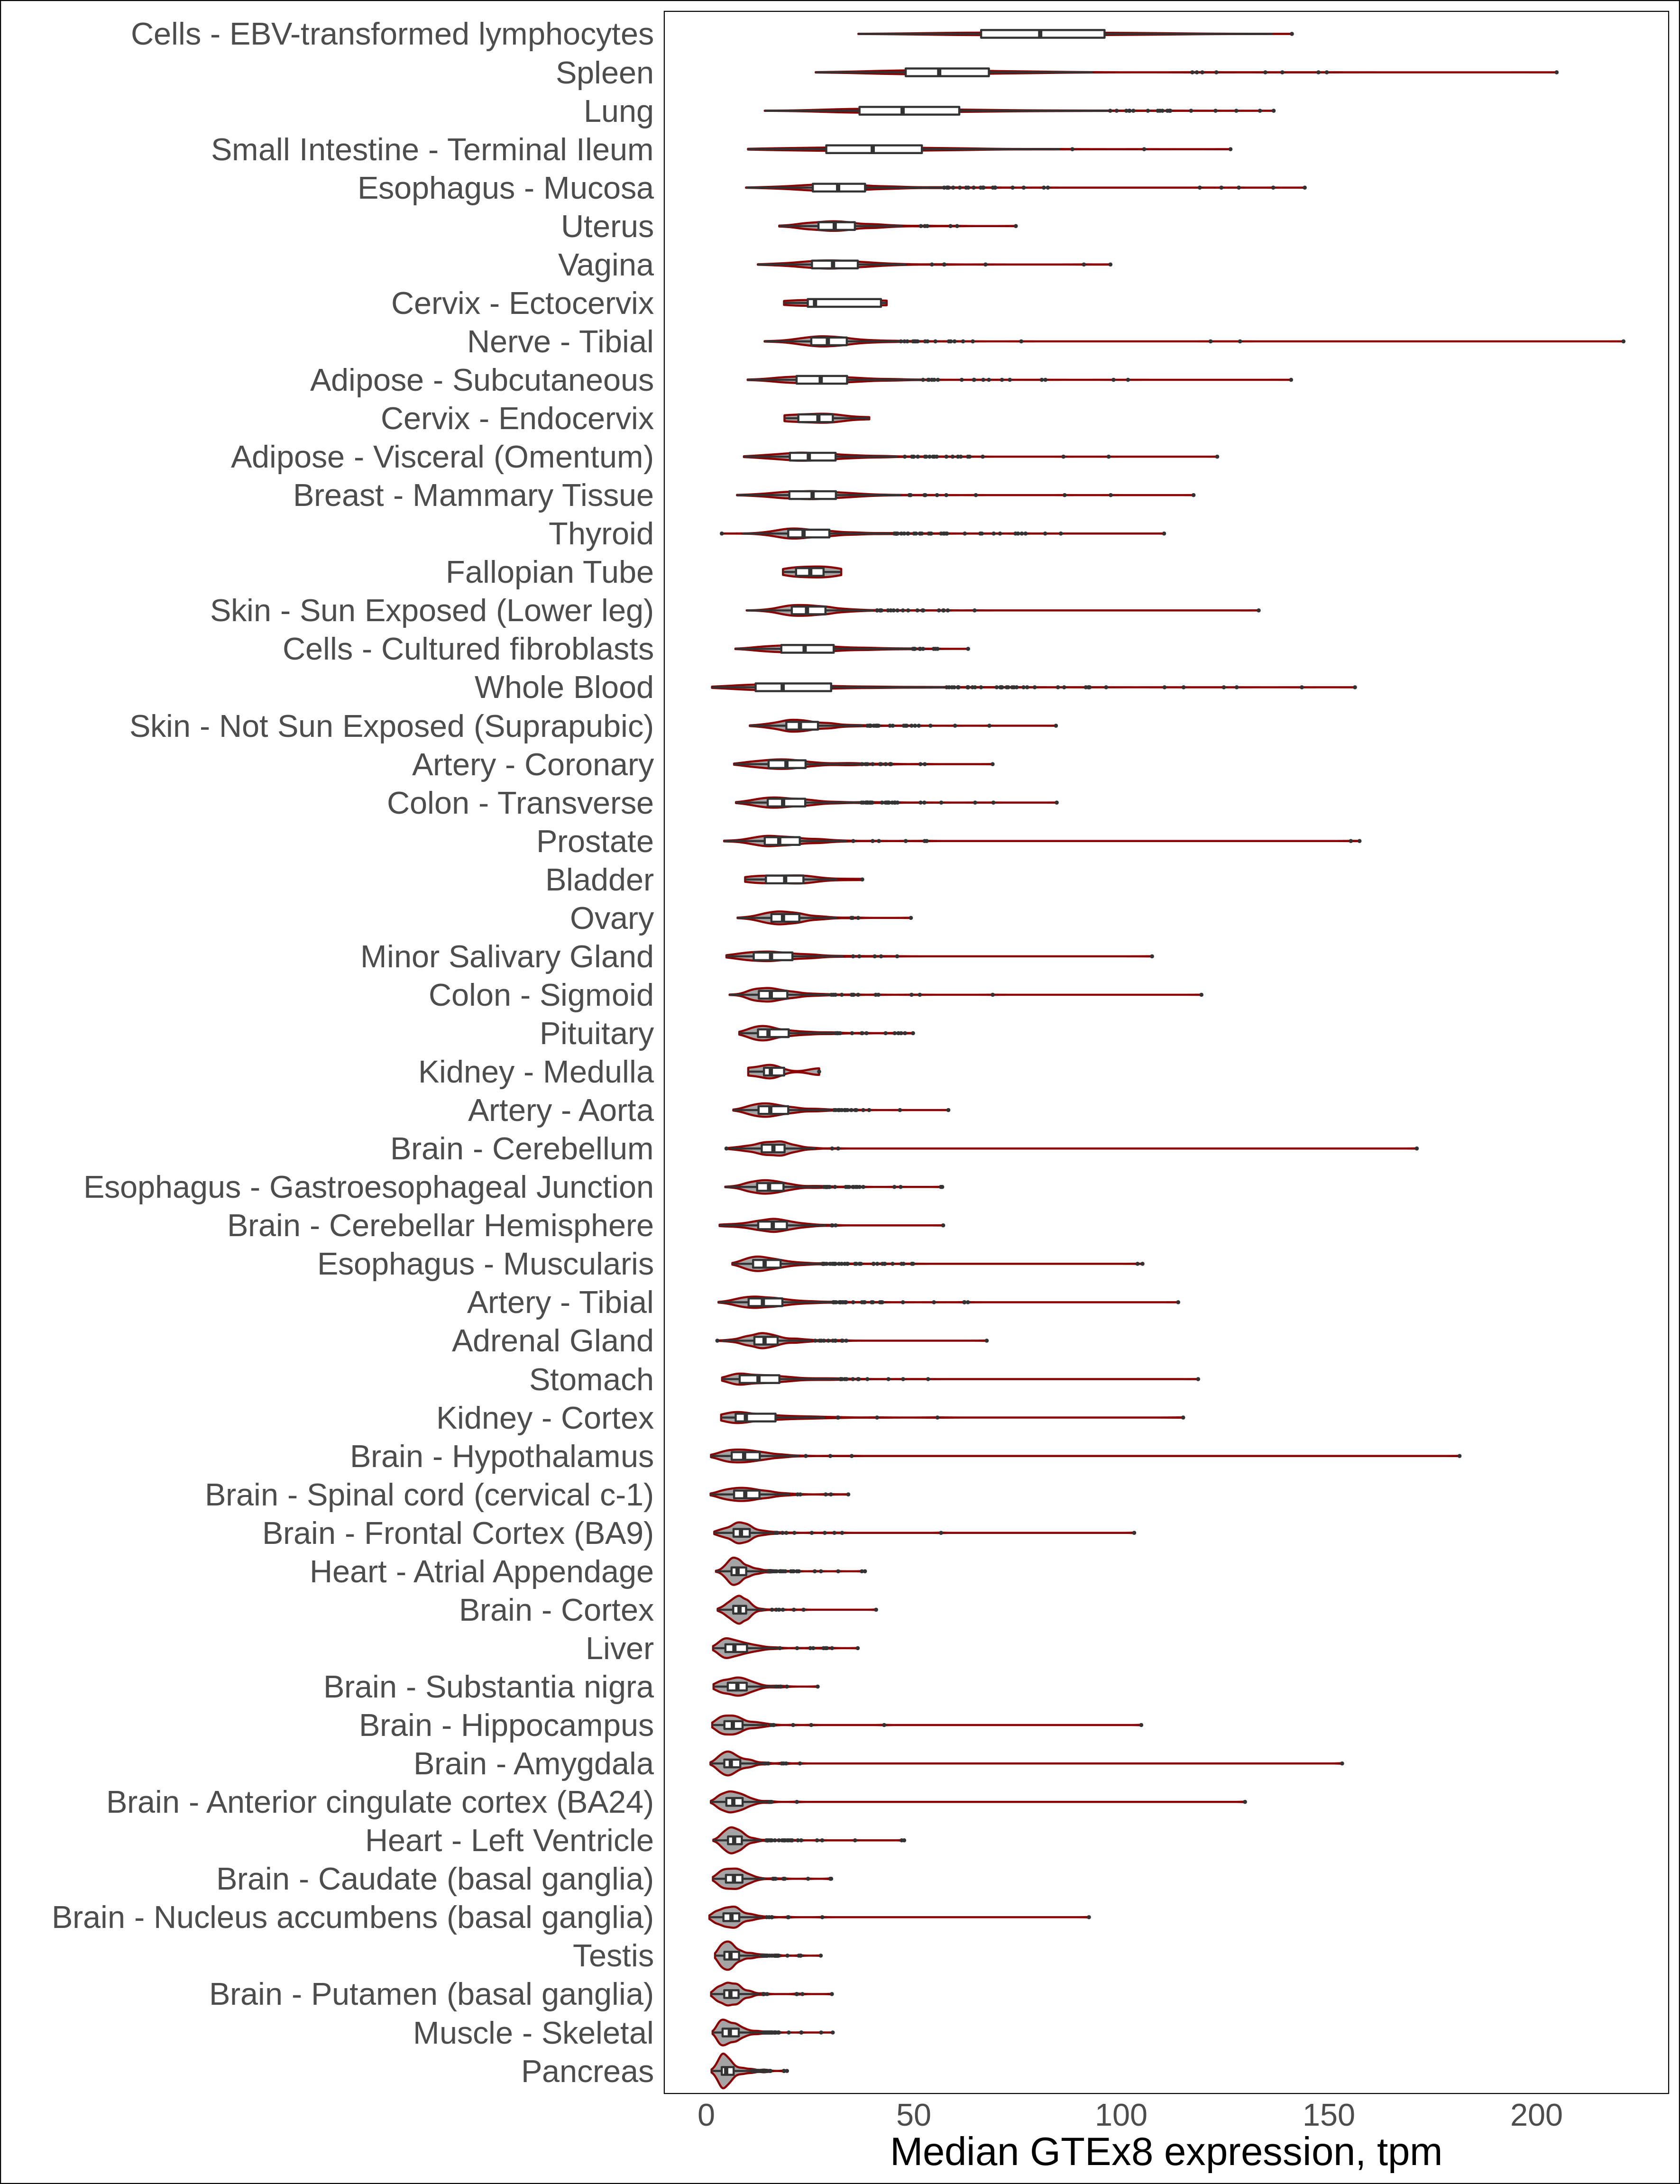 Cells - EBV-transformed lymphocytes
Spleen
Lung
Small Intestine - Terminal Ileum
Esophagus - Mucosa
Uterus
Vagina
Cervix - Ectocervix
Nerve - Tibial
Adipose - Subcutaneous
Cervix - Endocervix
Adipose - Visceral (Omentum)
Breast - Mammary Tissue
Thyroid
Fallopian Tube
Skin - Sun Exposed (Lower leg)
Cells - Cultured fibroblasts
Whole Blood
Skin - Not Sun Exposed (Suprapubic)
Artery - Coronary
Colon - Transverse
Prostate
Bladder
Ovary
Minor Salivary Gland
Colon - Sigmoid
Pituitary
Kidney - Medulla
Artery - Aorta
Brain - Cerebellum
Esophagus - Gastroesophageal Junction
Brain - Cerebellar Hemisphere
Esophagus - Muscularis
Artery - Tibial
Adrenal Gland
Stomach
Kidney - Cortex
Brain - Hypothalamus
Brain - Spinal cord (cervical c-1)
Brain - Frontal Cortex (BA9)
Heart - Atrial Appendage
Brain - Cortex
Liver
Brain - Substantia nigra
Brain - Hippocampus
Brain - Amygdala
Brain - Anterior cingulate cortex (BA24)
Heart - Left Ventricle
Brain - Caudate (basal ganglia)
Brain - Nucleus accumbens (basal ganglia)
Testis
Brain - Putamen (basal ganglia)
Muscle - Skeletal
Pancreas
0 50 100 150 200
Median GTEx8 expression, tpm